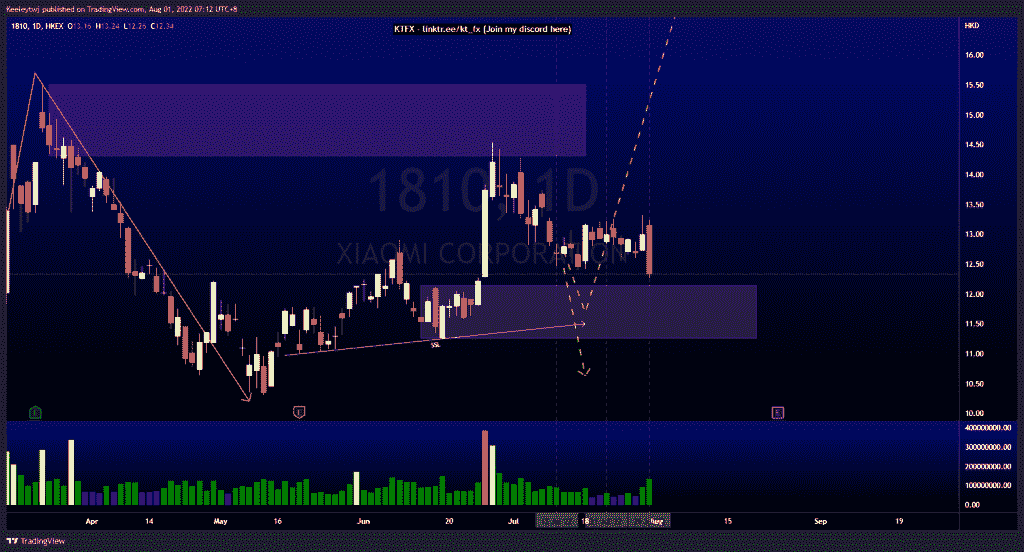 Keekeytwj published on TradingView.com, Aug 01, 2022 07:12 UTC+8
1810, 1D, HKEX O13.16 H13.24 L12.26 C12.34
KTFX - linktr.ee/kt_fx (Join my discord here)
HKD
16.00
15.50
15.00
14.50
14.00
13.50
13.00
12.50
12.00
11.50
11.00
10.50
10.00
1810, 1D
XIAOMI CORPORATION
SSL
E
E
E
400000000.00
300000000.00
200000000.00
100000000.00
0.00
Apr 14 May 16 Jun 20 Jul 18 Aug 15 Sep 19
TradingView